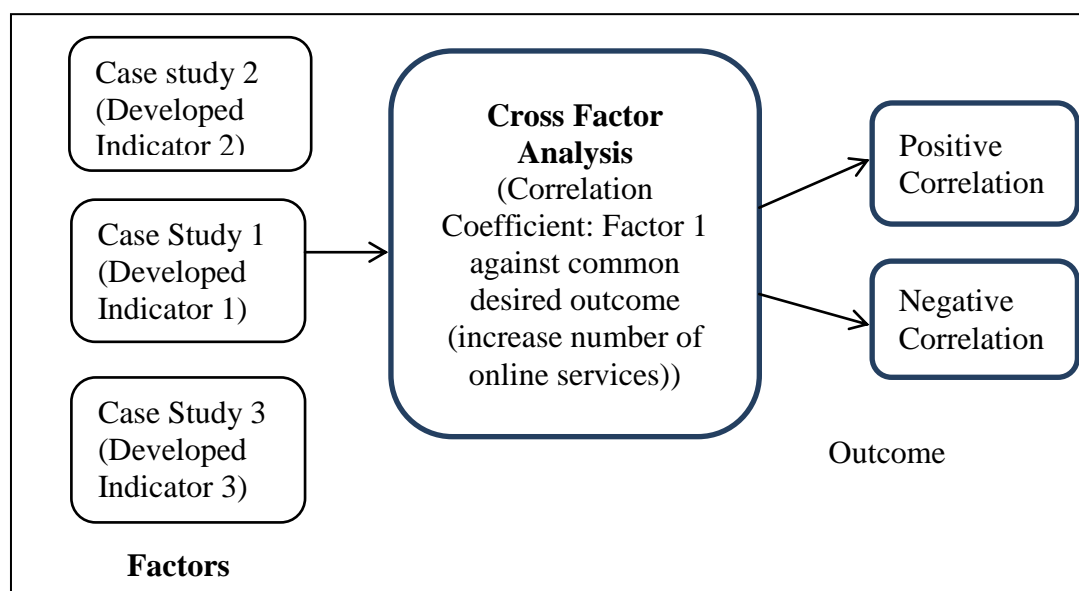 Case study 2
(Developed
Indicator 2)
Case Study 1
(Developed
Indicator 1)
Case Study 3
(Developed
Indicator 3)
Factors
Cross Factor
Analysis
(Correlation
Coefficient: Factor 1
against common
desired outcome
(increase number of
online services))
Positive
Correlation
Negative
Correlation
Outcome